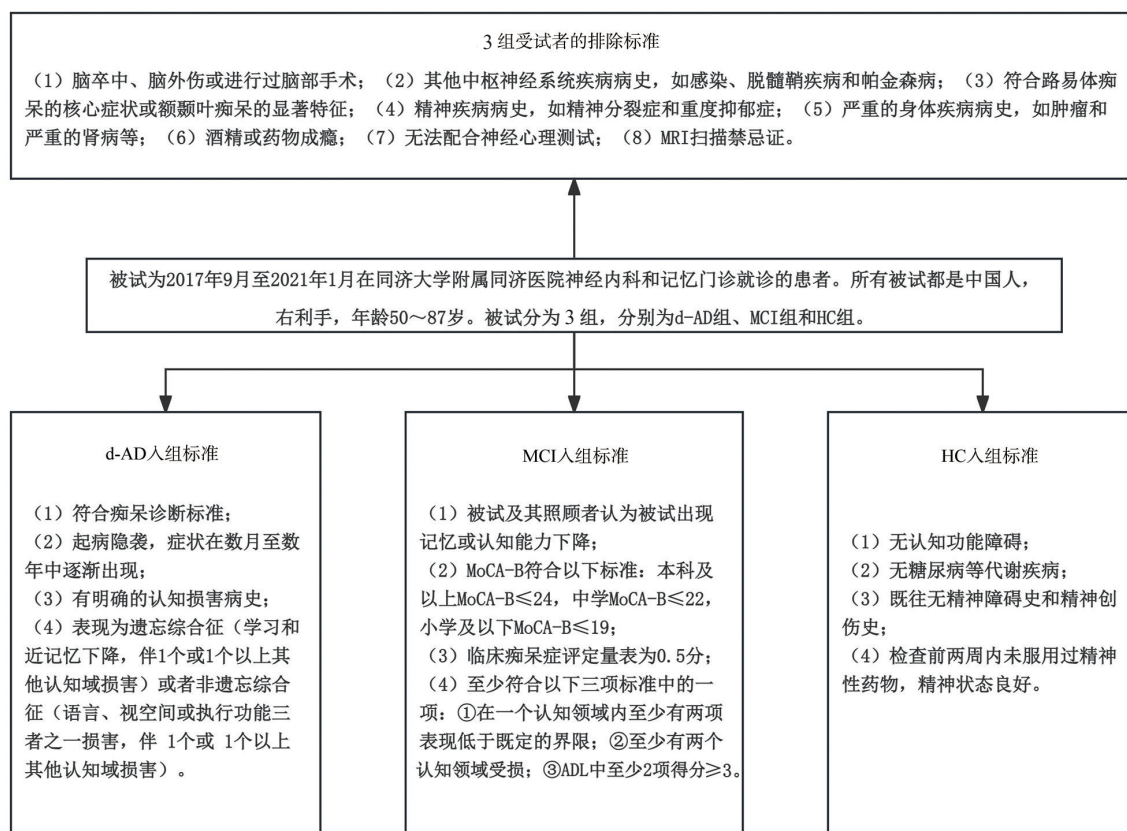 3 组受试者的排除标准
（1）脑卒中、脑外伤或进行过脑部手术；（2）其他中枢神经系统疾病病史，如感染、脱髓鞘疾病和帕金森病；（3）符合路易体痴
呆的核心症状或额颞叶痴呆的显著特征；（4）精神疾病病史，如精神分裂症和重度抑郁症；（5）严重的身体疾病病史，如肿瘤和
严重的肾病等；（6）酒精或药物成瘾；（7）无法配合神经心理测试；（8）MRI扫描禁忌证。
被试为2017年9月至2021年1月在同济大学附属同济医院神经内科和记忆门诊就诊的患者。所有被试都是中国人，
右利手，年龄50～87岁。被试分为 3 组，分别为d-AD组、MCI组和HC组。
d-AD入组标准
（1）符合痴呆诊断标准；
（2）起病隐袭，症状在数月至数
年中逐渐出现；
（3）有明确的认知损害病史；
（4）表现为遗忘综合征（学习和
近记忆下降，伴1个或1个以上其
他认知域损害）或者非遗忘综合
征（语言、视空间或执行功能三
者之一损害，伴 1个或 1个以上
其他认知域损害）。
MCI入组标准
（1）被试及其照顾者认为被试出现
记忆或认知能力下降；
（2）MoCA-B符合以下标准：本科及
以上MoCA-B≤24，中学MoCA-B≤22，
小学及以下MoCA-B≤19；
（3）临床痴呆症评定量表为0.5分；
（4）至少符合以下三项标准中的一
项：①在一个认知领域内至少有两项
表现低于既定的界限；②至少有两个
认知领域受损；③ADL中至少2项得分≥3。
HC入组标准
（1）无认知功能障碍；
（2）无糖尿病等代谢疾病；
（3）既往无精神障碍史和精神创
伤史；
（4）检查前两周内未服用过精神
性药物，精神状态良好。